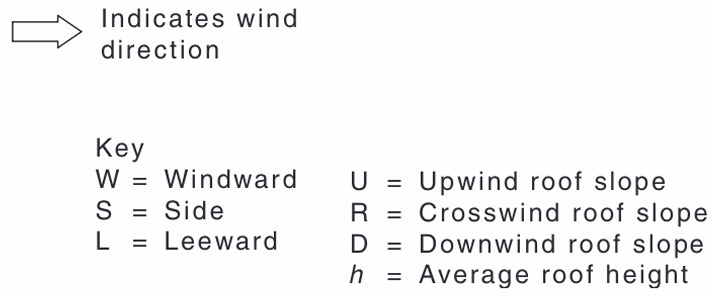 Indicates wind
direction
Key
W = Windward
S = Side
L = Leeward
U = Upwind roof slope
R = Crosswind roof slope
D = Downwind roof slope
h = Average roof height